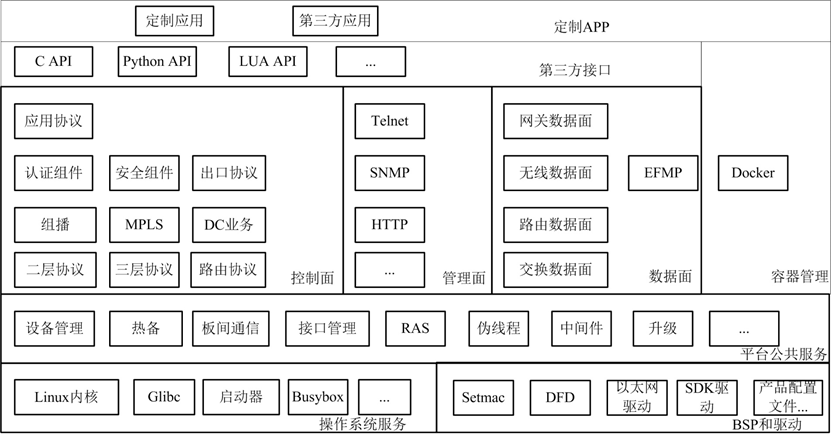 定制应用 第三方应用 定制APP
C API Python API LUA API ... 第三方接口
应用协议 Telnet 网关数据面
认证组件 安全组件 出口协议 SNMP 无线数据面 EFMP Docker
组播 MPLS DC业务 HTTP 路由数据面
二层协议 三层协议 路由协议 控制面 ... 管理面 交换数据面 数据面 容器管理
设备管理 热备 板间通信 接口管理 RAS 伪线程 中间件 升级 ...
平台公共服务
Linux内核 Glibc 启动器 Busybox ...
操作系统服务
Setmac DFD 以太网
驱动 SDK驱
动 产品配置
文件...
BSP和驱动